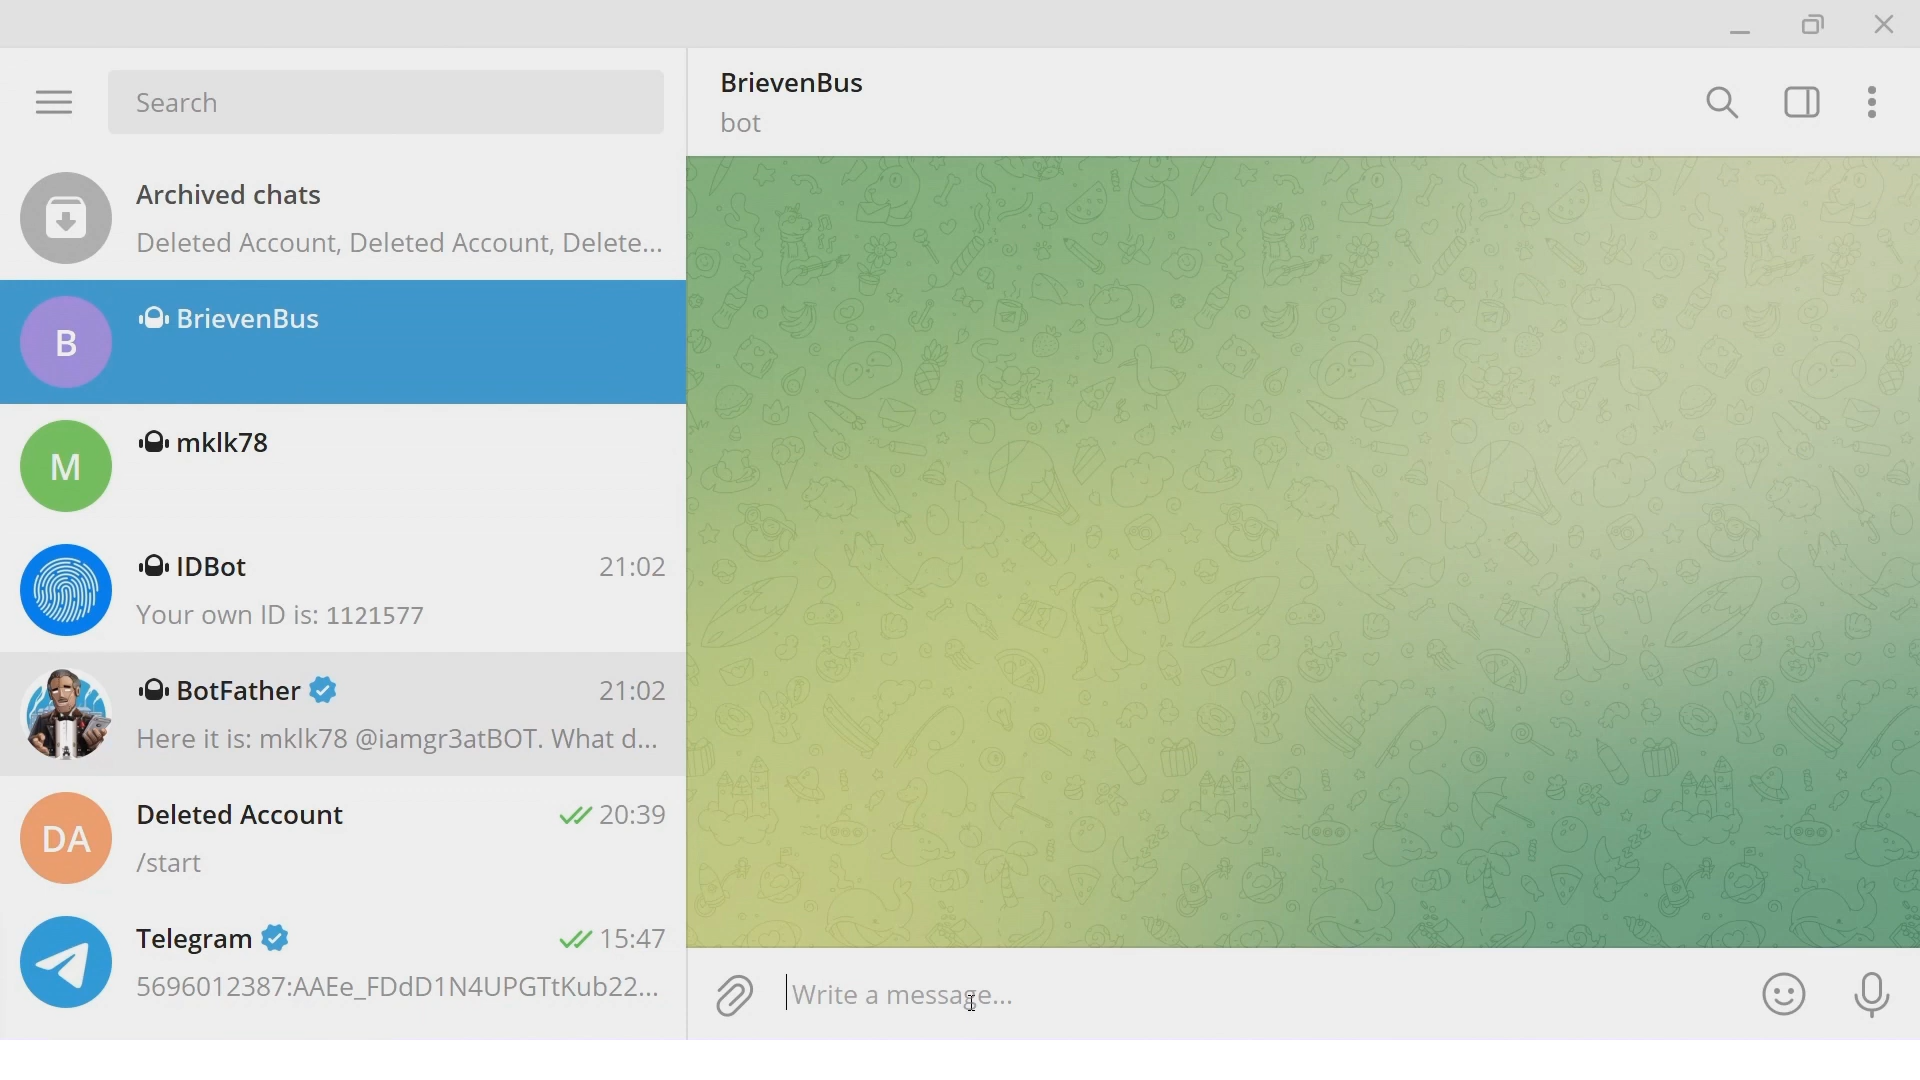 Search
Archived chats
Deleted Account, Deleted Account, Delete...
B
BrievenBus
M
mklk78
IDBot 21:02
Your own ID is: 1121577
BotFather 21:02
Here it is: mklk78 @iamgr3atBOT. What d...
DA
Deleted Account 20:39
/start
Telegram 15:47
5696012387:AAEe_FDdD1N4UPGTtKub22...
BrievenBus
bot
Write a message...